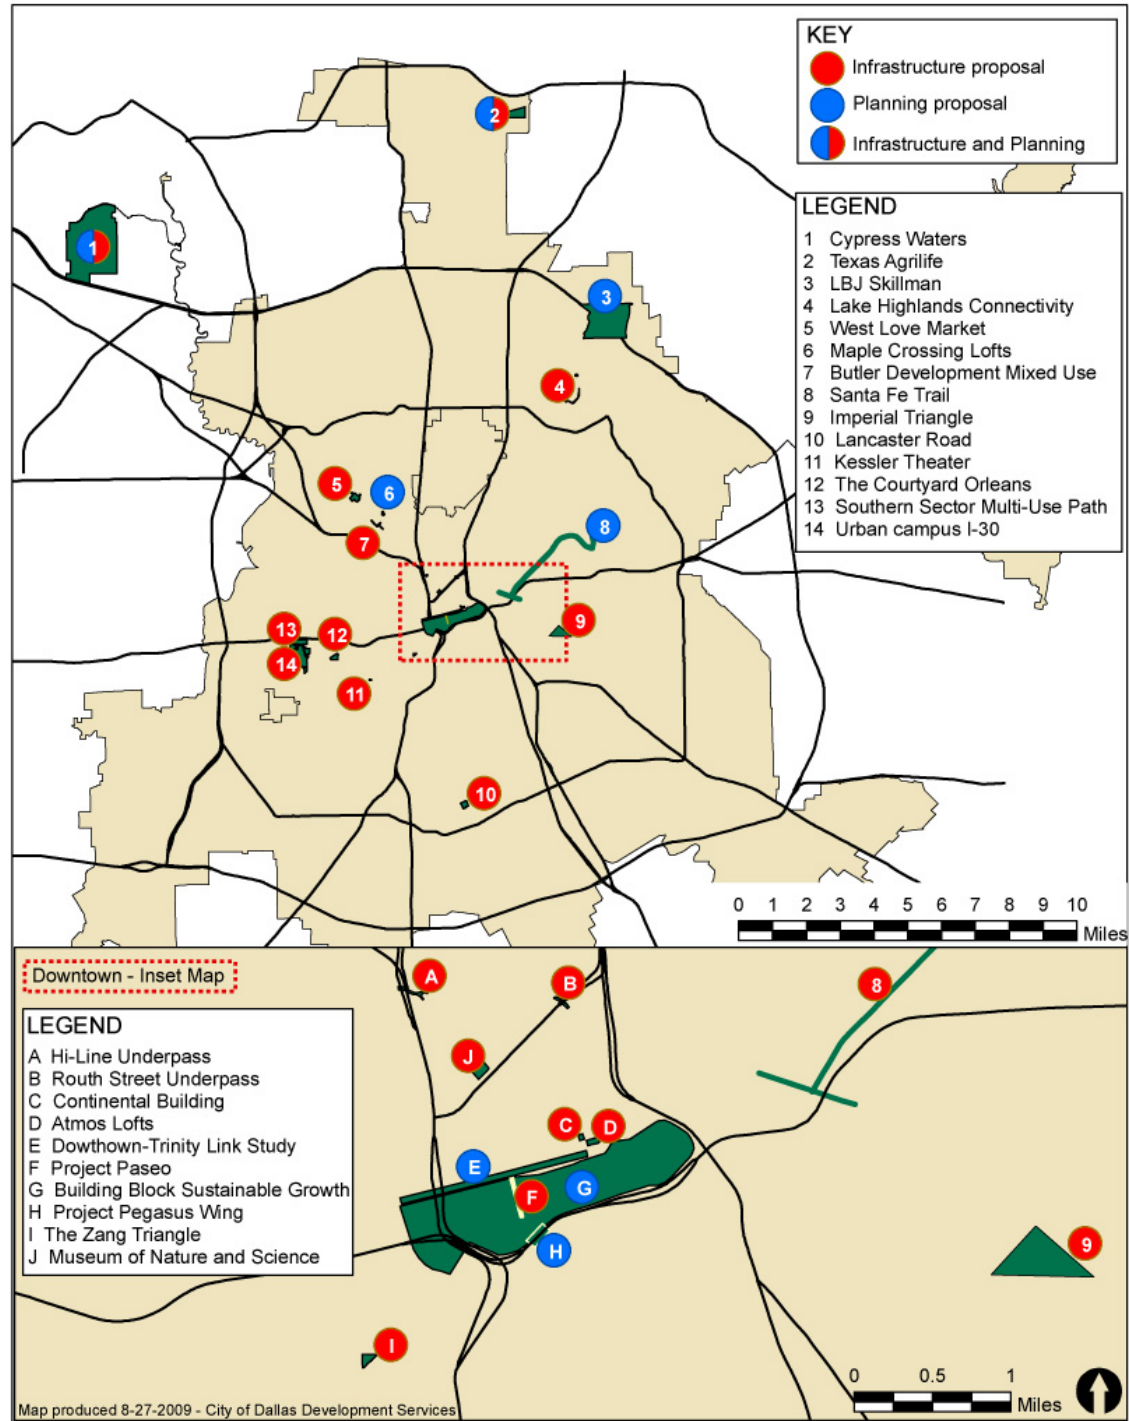 KEY
Infrastructure proposal
Planning proposal
Infrastructure and Planning
LEGEND
1 Cypress Waters
2 Texas Agrilife
3 LBJ Skillman
4 Lake Highlands Connectivity
5 West Love Market
6 Maple Crossing Lofts
7 Butler Development Mixed Use
8 Santa Fe Trail
9 Imperial Triangle
10 Lancaster Road
11 Kessler Theater
12 The Courtyard Orleans
13 Southern Sector Multi-Use Path
14 Urban campus I-30
2
1
3
4
5
6
7
8
9
13
12
14
11
10
0 1 2 3 4 5 6 7 8 9 10
Miles
Downtown - Inset Map
LEGEND
A Hi-Line Underpass
B Routh Street Underpass
C Continental Building
D Atmos Lofts
E Dowthown-Trinity Link Study
F Project Paseo
G Building Block Sustainable Growth
H Project Pegasus Wing
I The Zang Triangle
J Museum of Nature and Science
A
B
8
J
C
D
E
F
G
H
9
I
0 0.5 1
Miles
Map produced 8-27-2009 - City of Dallas Development Services